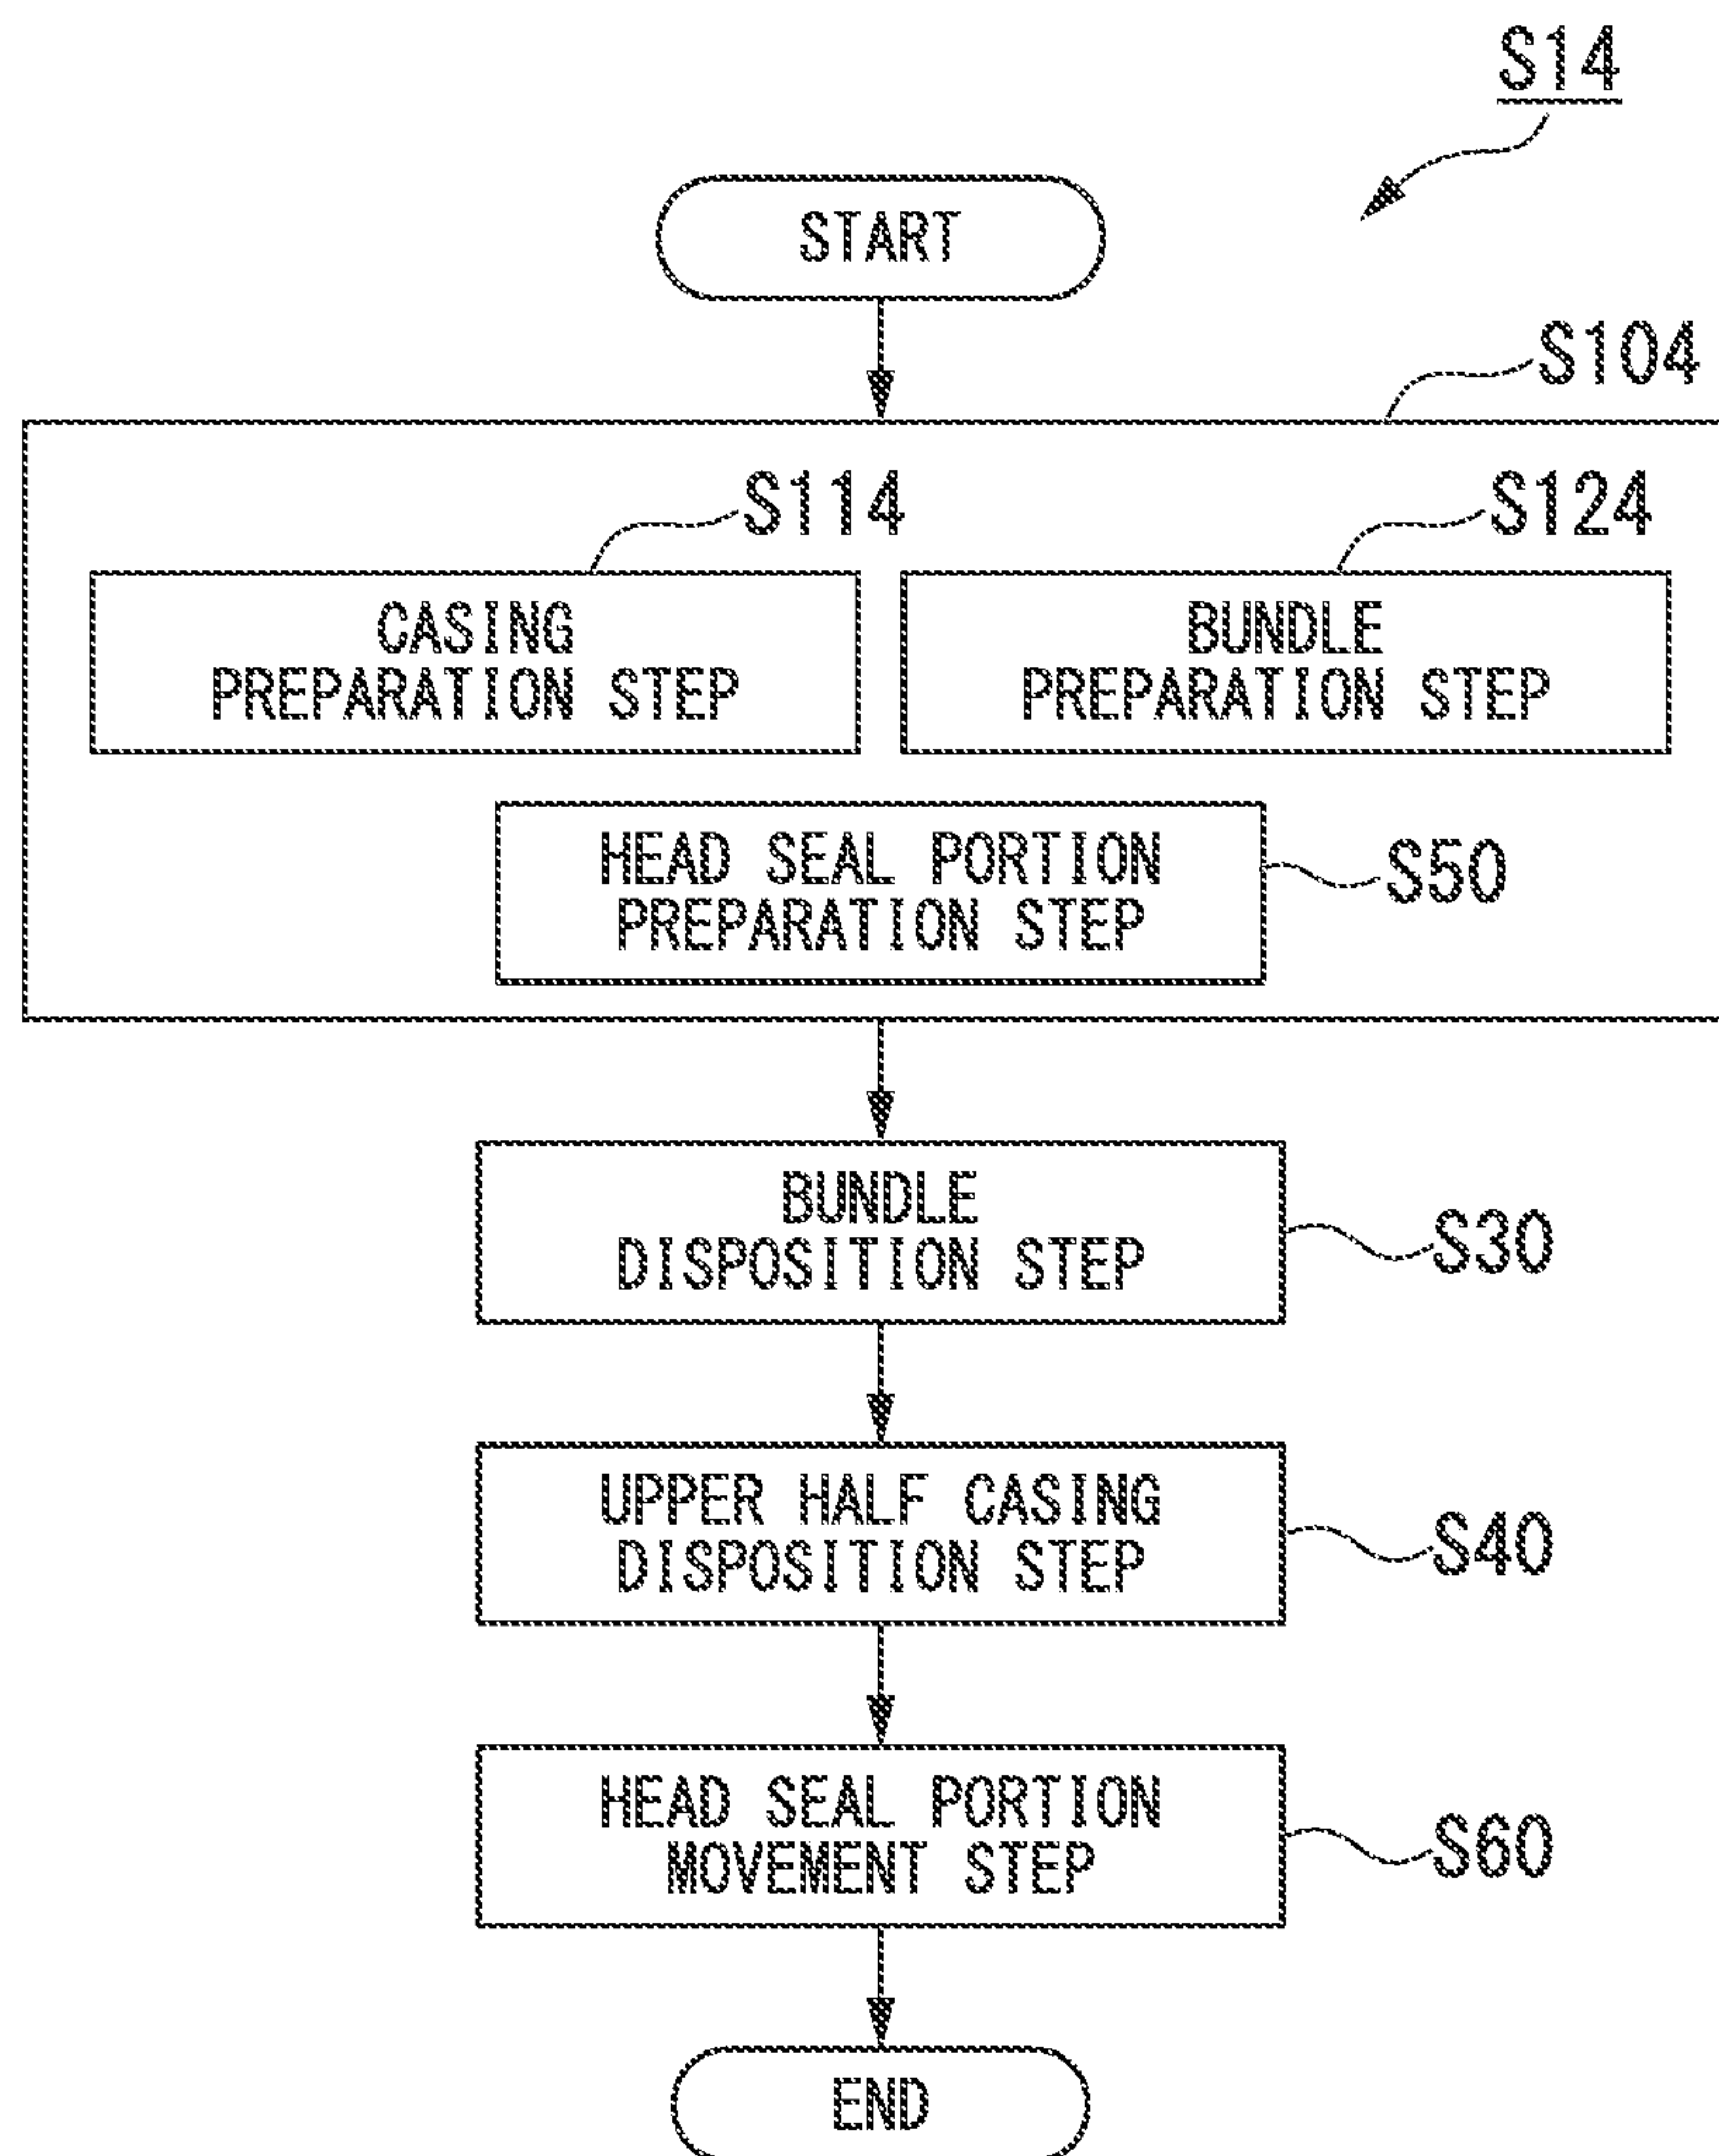 S14
START
S104
S114
S124
CASING
PREPARATION STEP
BUNDLE
PREPARATION STEP
HEAD SEAL PORTION
PREPARATION STEP
S50
BUNDLE
DISPOSITION STEP
S30
UPPER HALF CASING
DISPOSITION STEP
S40
HEAD SEAL PORTION
MOVEMENT STEP
S60
END